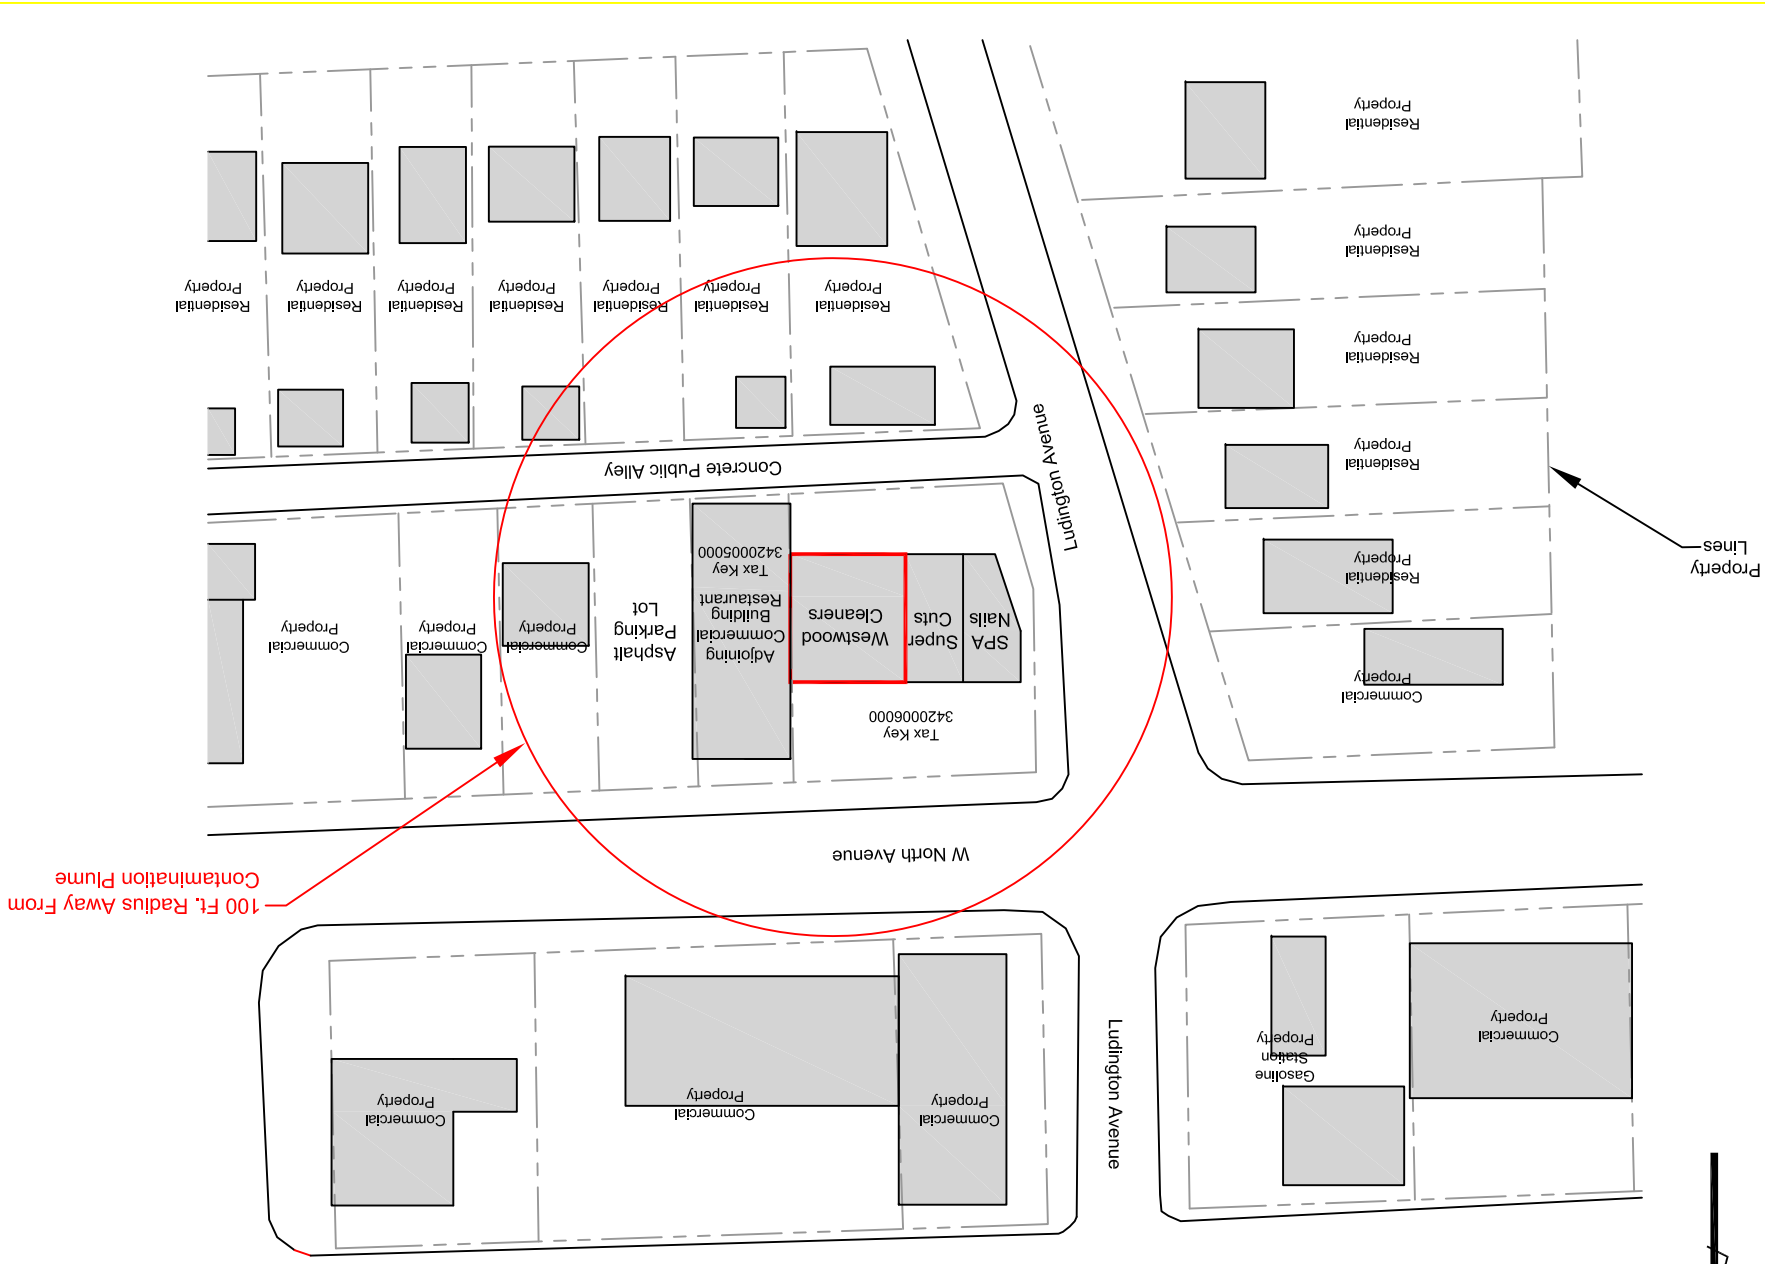 Commercial
Property
Gasoline
Station
Property
Ludington Avenue
Commercial
Property
Commercial
Property
Commercial
Property
100 Ft. Radius Away From
Contamination Plume
W North Avenue
Tax Key
3420006000
Commercial
Property
SPA
Nails
Super
Cuts
Westwood
Cleaners
Adjoining
Commercial
Building
Restaurant
Tax Key
3420005000
Asphalt
Parking
Lot
Commercial
Property
Commercial
Property
Commercial
Property
Property
Lines
Residential
Property
Ludington Avenue
Concrete Public Alley
Residential
Property
Residential
Property
Residential
Property
Residential
Property
Residential
Property
Residential
Property
Residential
Property
Residential
Property
Residential
Property
Residential
Property
Residential
Property